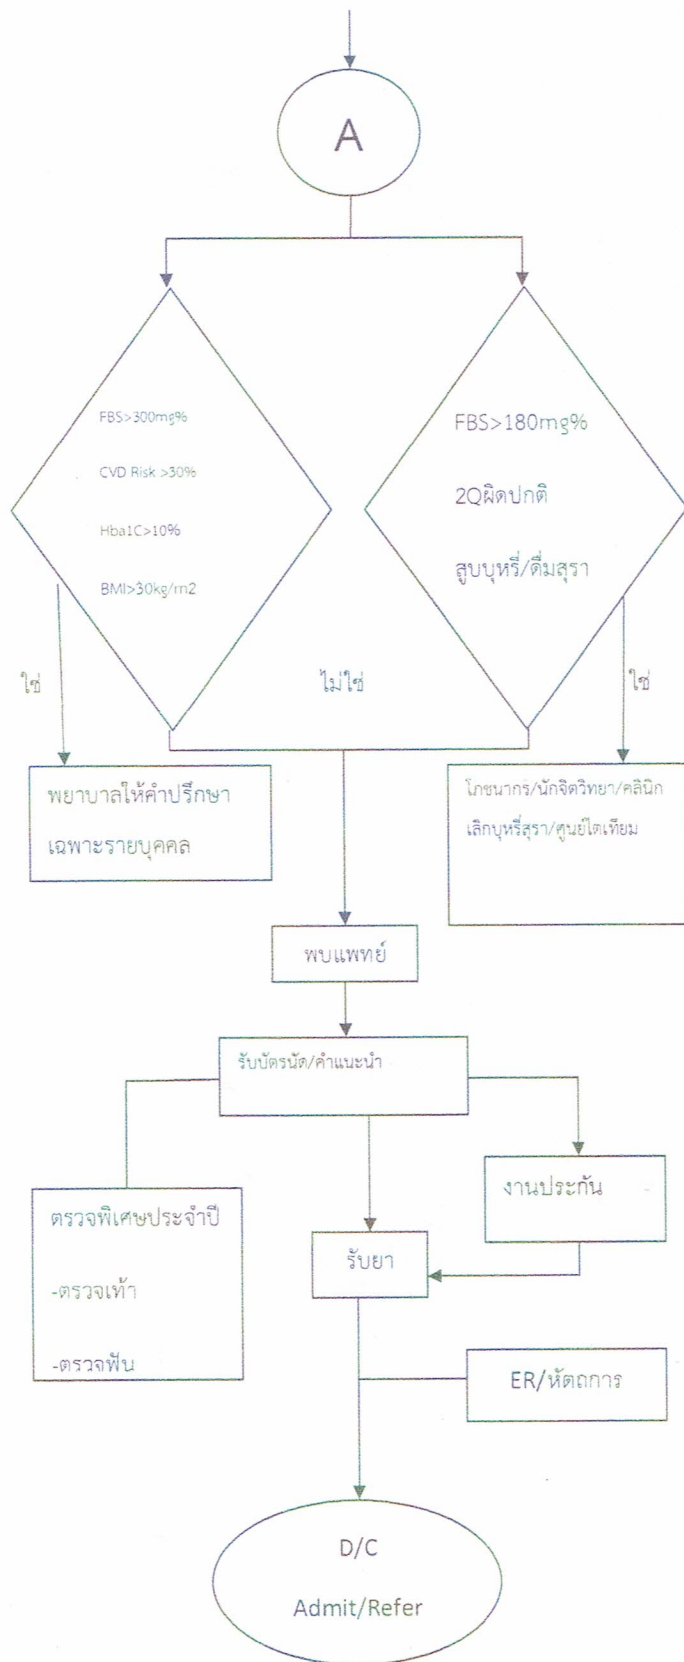 A
FBS>300mg%
CVD Risk >30%
Hba1C>10%
BMI>30kg/m2
FBS>180mg%
2Qผิดปกติ
สูบบุหรี่/ดื่มสุรา
ใช่
ไม่ใช่
ใช่
พยาบาลให้คำปรึกษา
เฉพาะรายบุคคล
โภชนากร/นักจิตวิทยา/คลินิก
เลิกบุหรี่สุรา/ศูนย์ไตเทียม
พบแพทย์
รับบัตรนัด/คำแนะนำ
งานประกัน
ตรวจพิเศษประจำปี
-ตรวจเท้า
-ตรวจฟัน
รับยา
ER/หัตถการ
D/C
Admit/Refer